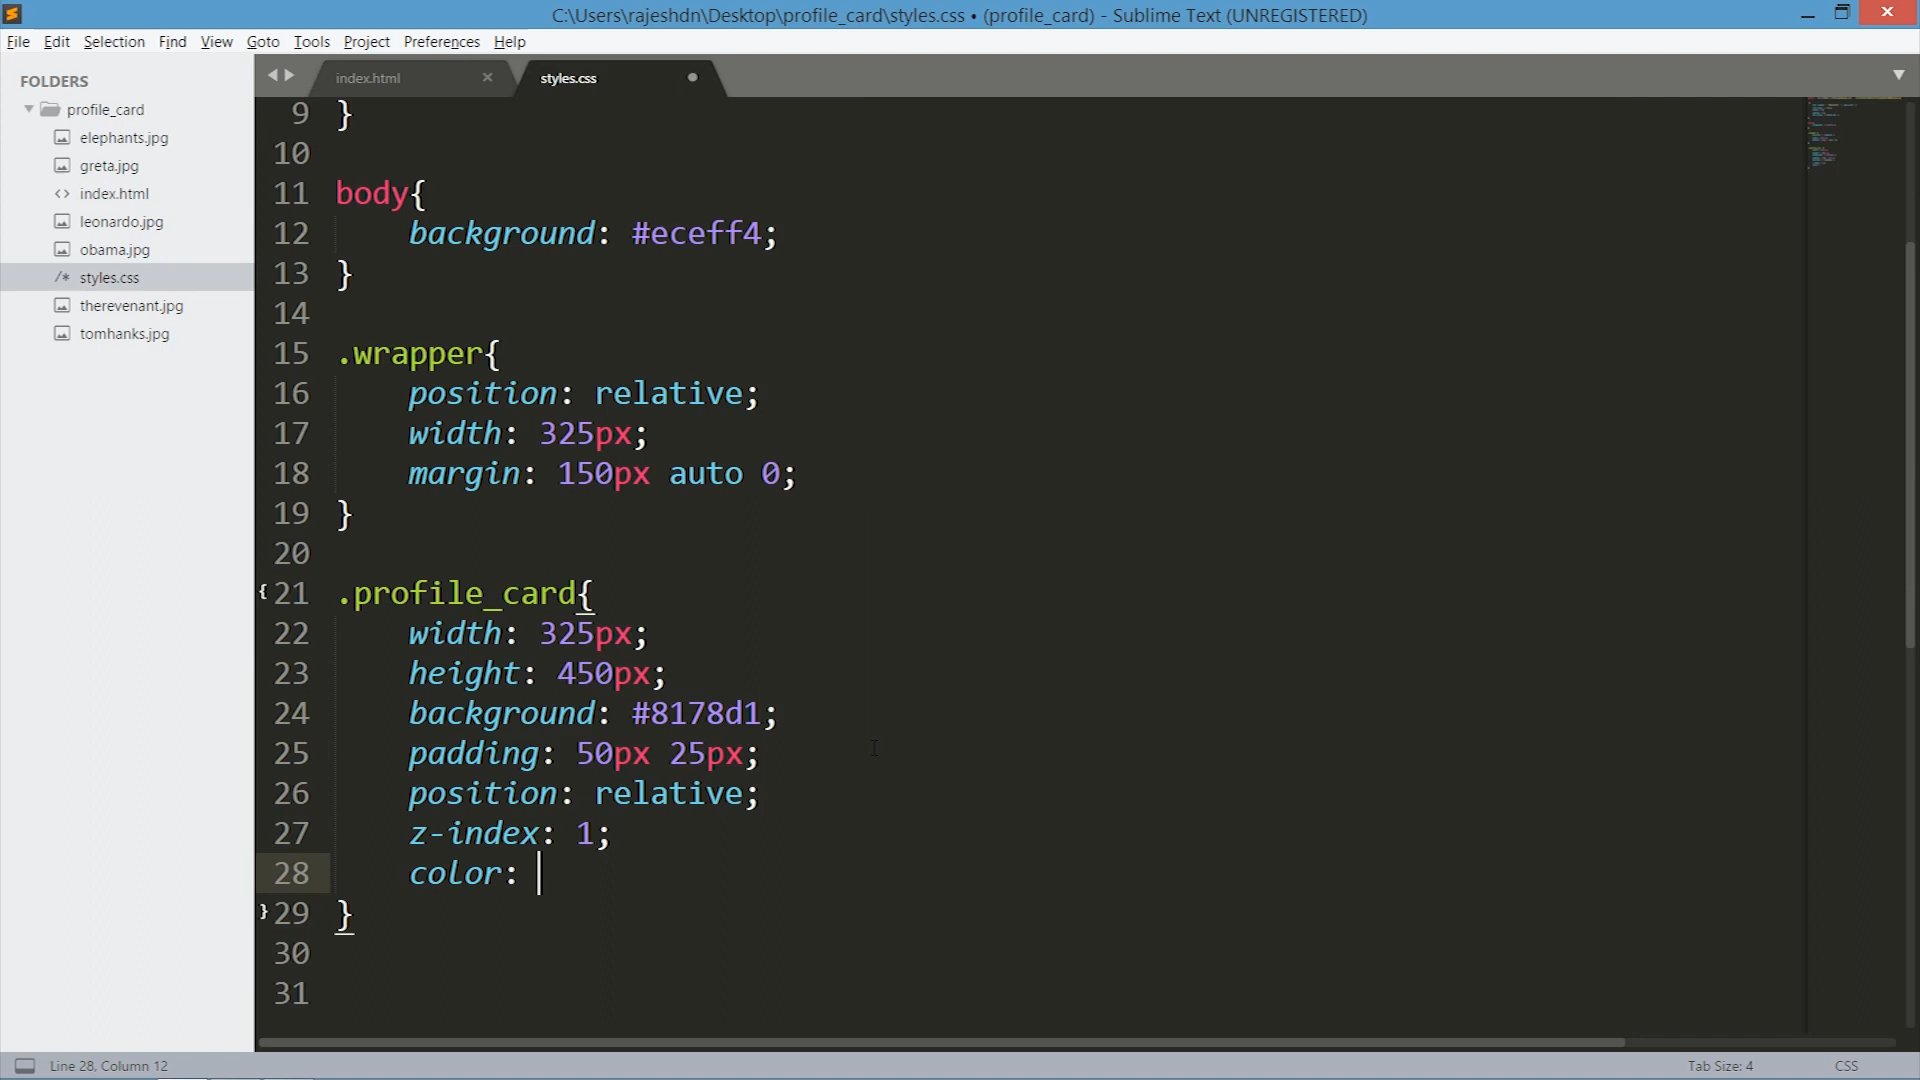 C:\Users\rajeshdn\Desktop\profile_card\styles.css • (profile_card) - Sublime Text (UNREGISTERED)
File Edit Selection Find View Goto Tools Project Preferences Help
FOLDERS
profile_card
elephants.jpg
greta.jpg
index.html
leonardo.jpg
obama.jpg
styles.css
therevenant.jpg
tomhanks.jpg
index.html styles.css
9 }
10
11 body{
12 background: #eceff4;
13 }
14
15 .wrapper{
16 position: relative;
17 width: 325px;
18 margin: 150px auto 0;
19 }
20
21 .profile_card{
22 width: 325px;
23 height: 450px;
24 background: #8178d1;
25 padding: 50px 25px;
26 position: relative;
27 z-index: 1;
28 color:
29 }
30
31
Line 28, Column 12 Tab Size: 4 CSS